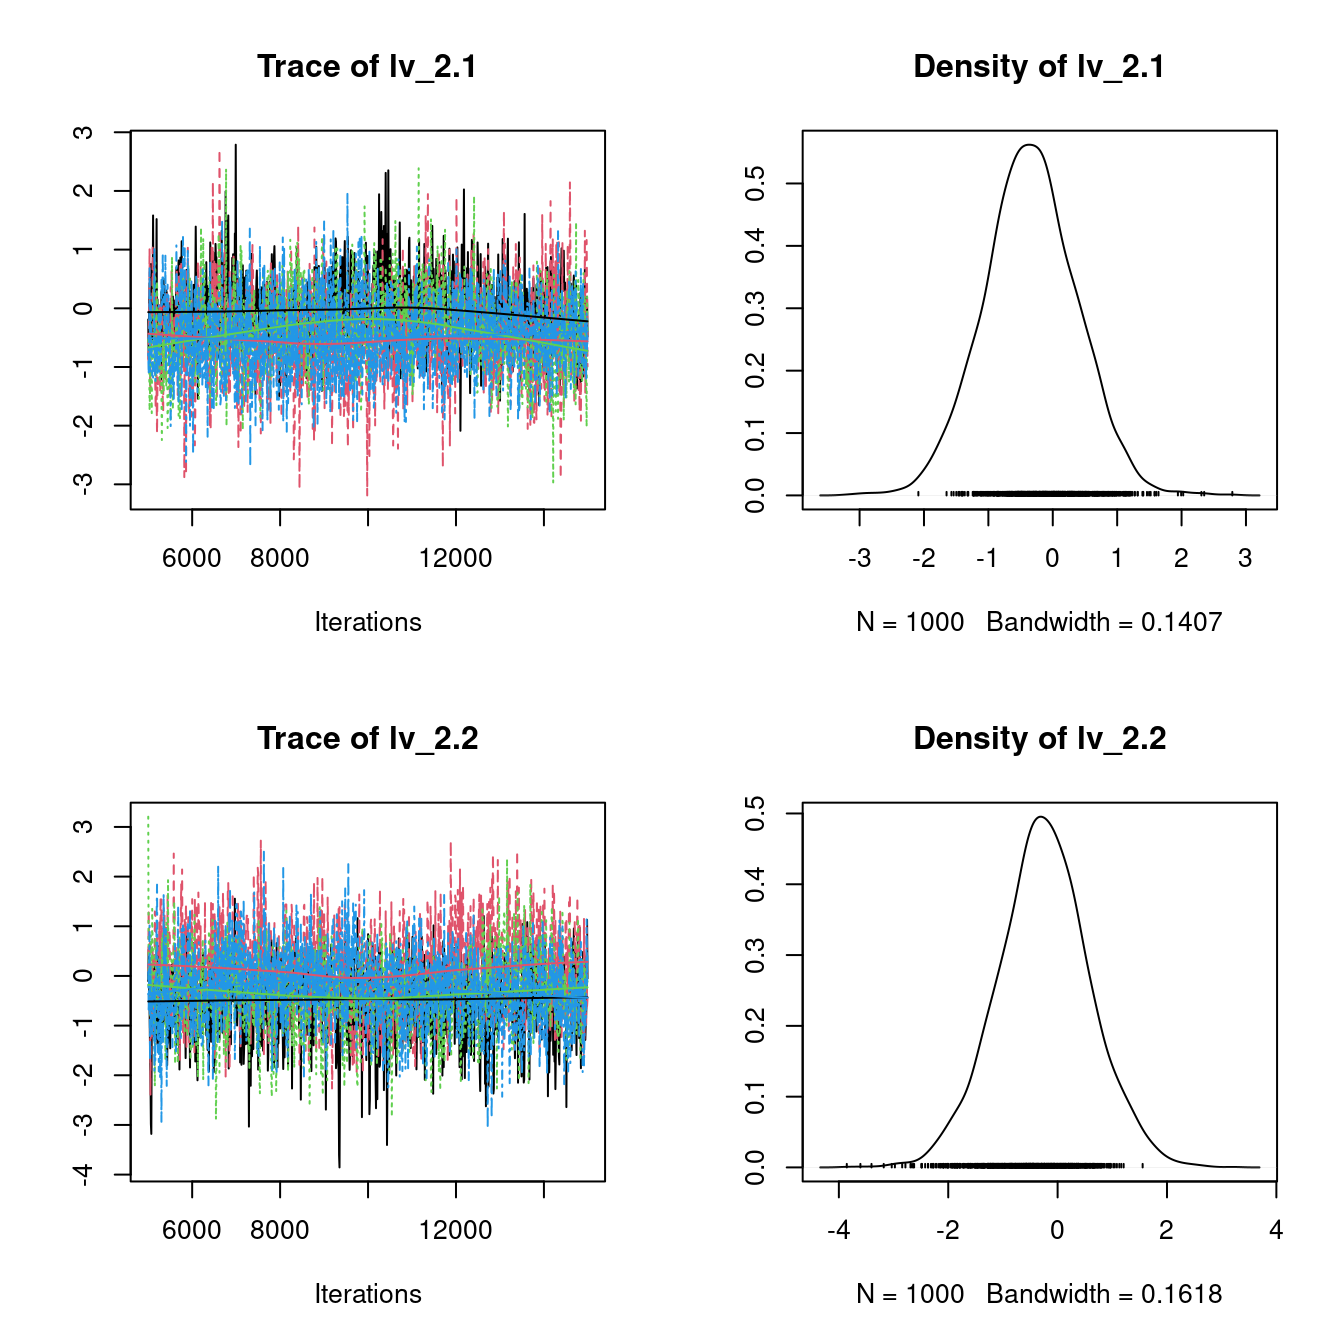 Trace of lv_2.1
3
2
1
0
-1
-2
-3
6000 8000 12000
Iterations
Density of lv_2.1
0.5
0.4
0.3
0.2
0.1
0.0
-3 -2 -1 0 1 2 3
N = 1000 Bandwidth = 0.1407
Trace of lv_2.2
3
2
1
0
-1
-2
-3
-4
6000 8000 12000
Iterations
Density of lv_2.2
0.5
0.4
0.3
0.2
0.1
0.0
-4 -2 0 2 4
N = 1000 Bandwidth = 0.1618